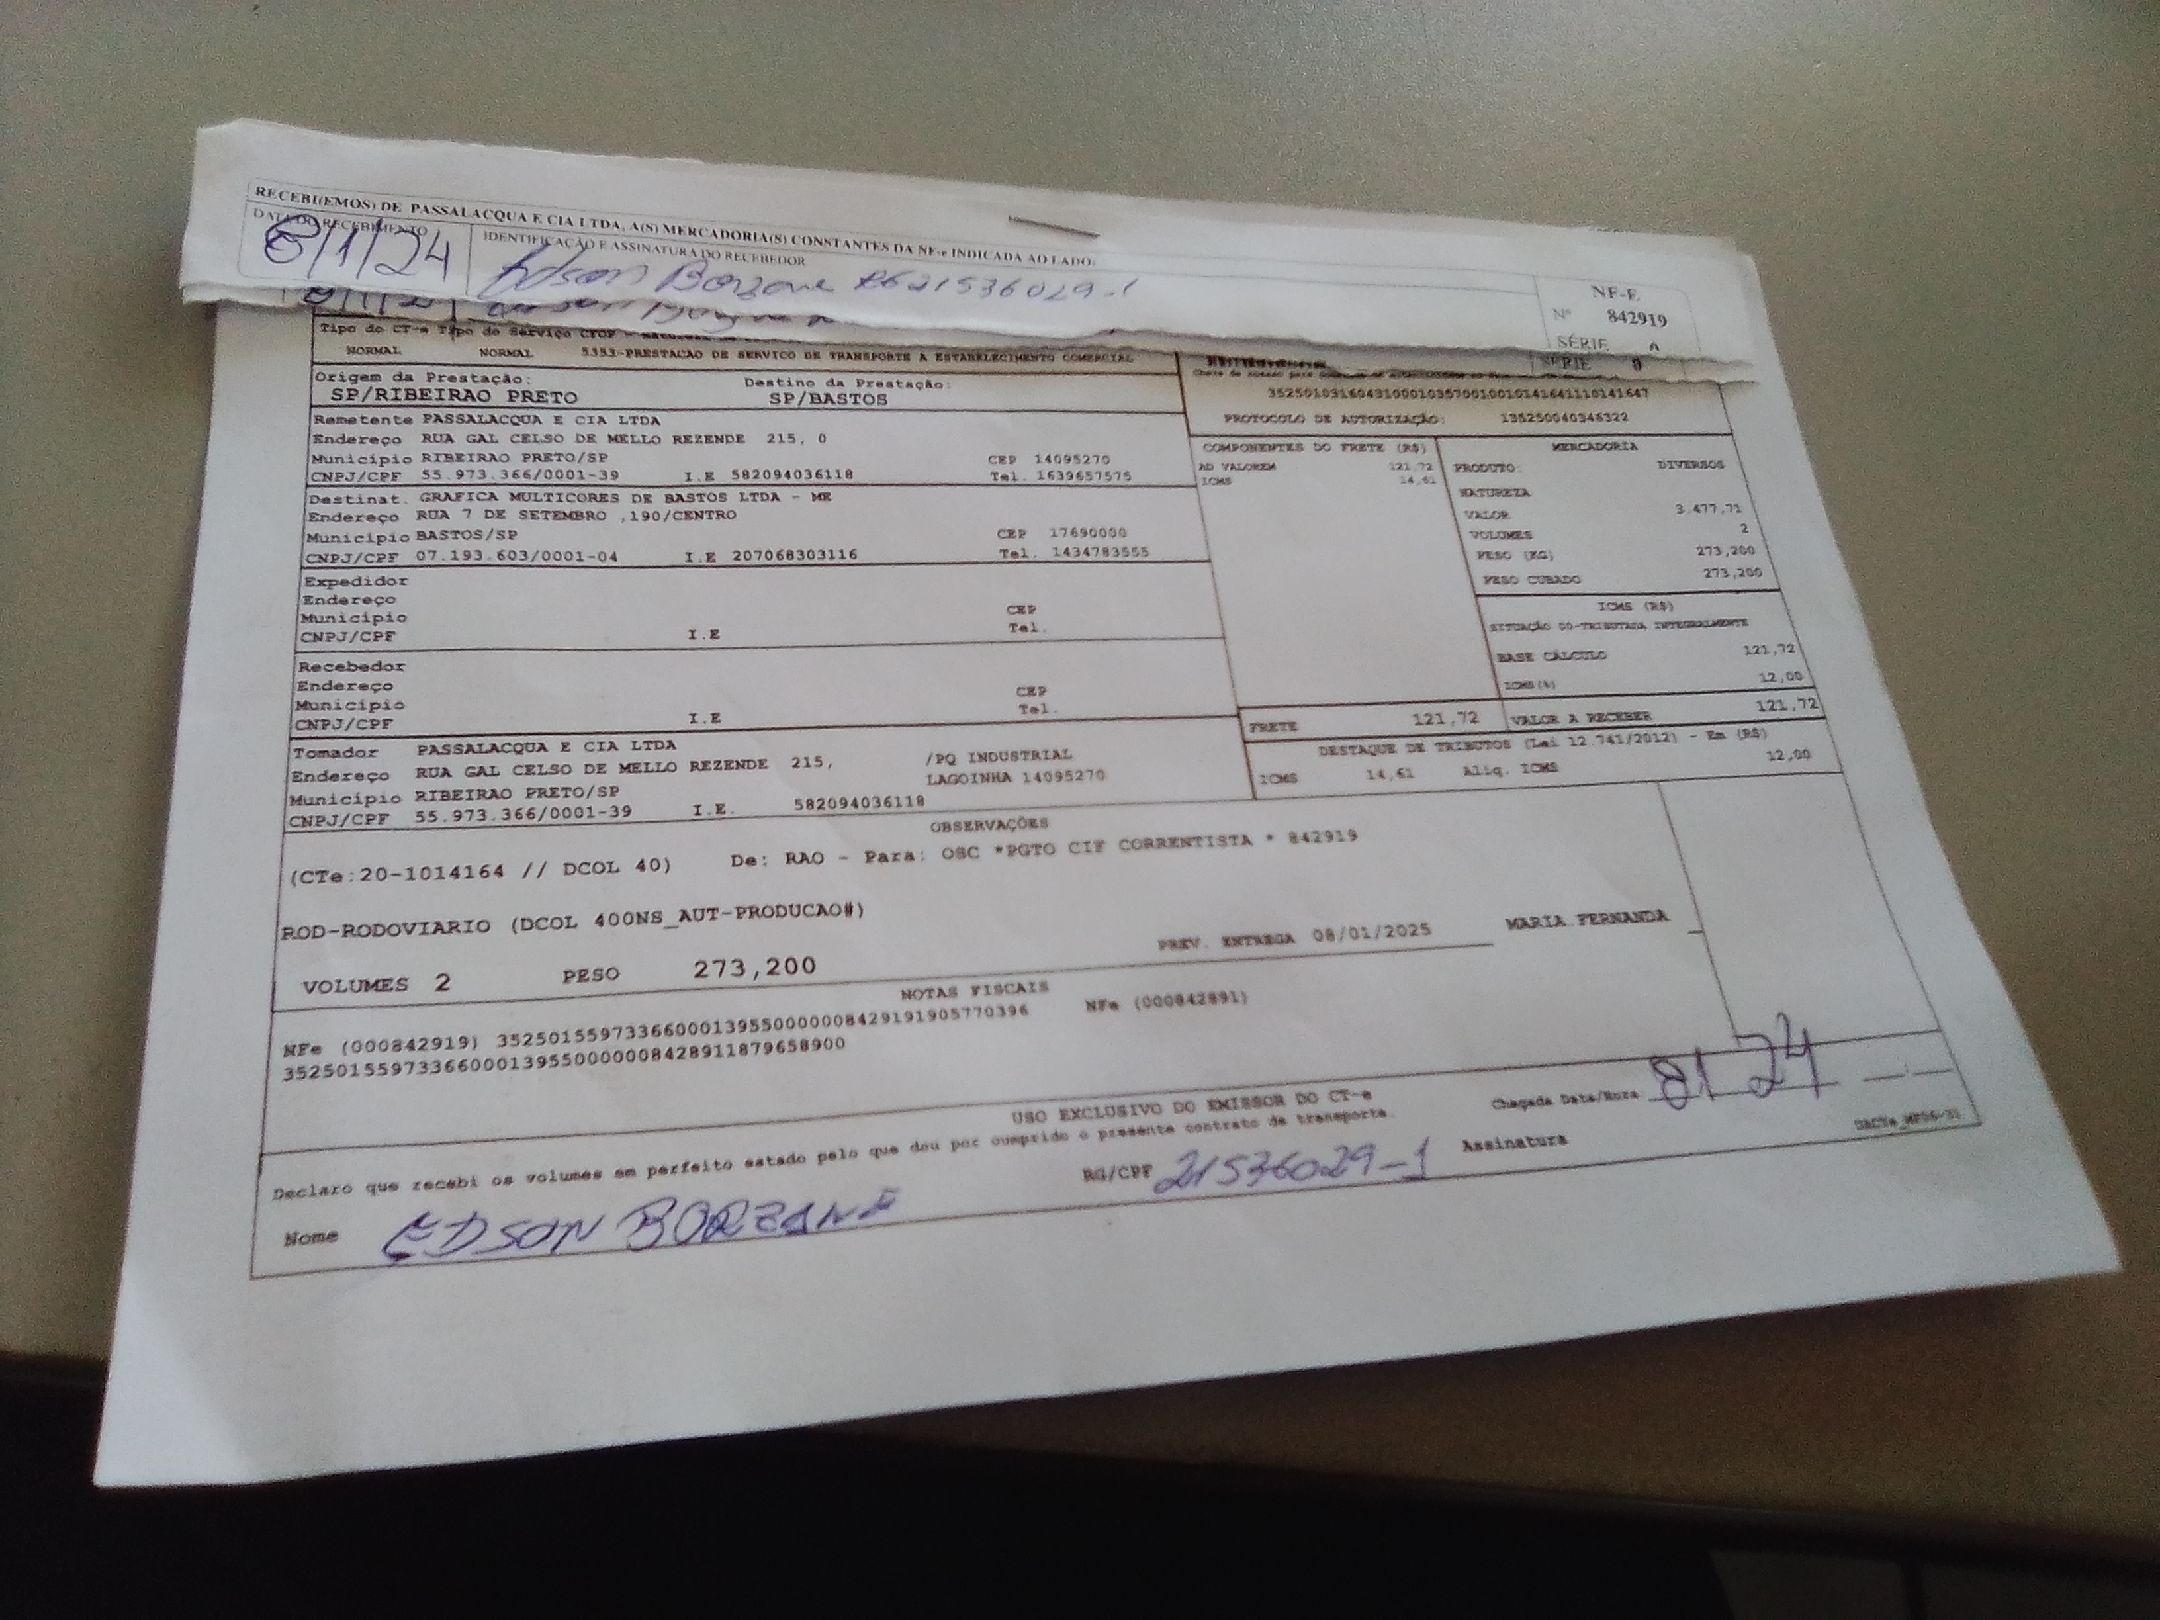 RECEBI(EMOS) DE PASSALACQUA E CIA LTDA, A(S) MERCADORIA(S) CONSTANTES DA NF-e INDICADA AO LADO.
DATA DO RECEBIMENTO
8/1/24
IDENTIFICAÇÃO E ASSINATURA DO RECEBEDOR
Edson Borzane RG 21536029-1
NF-E
Nº 842919
SÉRIE
SÉRIE 0
Tipo do CT-e Tipo do Serviço CFOP
NORMAL NORMAL 5353-PRESTACAO DE SERVICO DE TRANSPORTE A ESTABELECIMENTO COMERCIAL
Origem da Prestação: Destino da Prestação:
SP/RIBEIRAO PRETO SP/BASTOS
Remetente PASSALACQUA E CIA LTDA
Endereço RUA GAL CELSO DE MELLO REZENDE 215, 0
Município RIBEIRAO PRETO/SP CEP 14095270
CNPJ/CPF 55.973.366/0001-39 I.E 582094036118 Tel. 1639657575
Destinat. GRAFICA MULTICORES DE BASTOS LTDA - ME
Endereço RUA 7 DE SETEMBRO ,190/CENTRO
Município BASTOS/SP CEP 17690000
CNPJ/CPF 07.193.603/0001-04 I.E 207068303116 Tel. 1434783555
Expedidor
Endereço
Município CEP
CNPJ/CPF I.E Tel.
Recebedor
Endereço
Município CEP
CNPJ/CPF I.E Tel.
Tomador PASSALACQUA E CIA LTDA
Endereço RUA GAL CELSO DE MELLO REZENDE 215, /PQ INDUSTRIAL
LAGOINHA 14095270
Município RIBEIRAO PRETO/SP
CNPJ/CPF 55.973.366/0001-39 I.E. 582094036118
PROTOCOLO DE AUTORIZAÇÃO: 135250040346322
COMPONENTES DO FRETE (R$)
AD VALOREM 121,72
ICMS 14,61
MERCADORIA
PRODUTO: DIVERSOS
NATUREZA
VALOR 3.477,71
VOLUMES 2
PESO (KG) 273,200
PESO CUBADO 273,200
ICMS (R$)
SITUAÇÃO 00-TRIBUTADA INTEGRALMENTE
BASE CÁLCULO 121,72
ICMS(%) 12,00
FRETE 121,72 VALOR A RECEBER 121,72
DESTAQUE DE TRIBUTOS (Lei 12.741/2012) - Em (R$)
ICMS 14,61 Aliq. ICMS 12,00
OBSERVAÇÕES
(CTe:20-1014164 // DCOL 40) De: RAO - Para: OSC *PGTO CIF CORRENTISTA * 842919
ROD-RODOVIARIO (DCOL 400NS_AUT-PRODUCAO#)
PREV. ENTREGA 08/01/2025 MARIA.FERNANDA
VOLUMES 2 PESO 273,200
NOTAS FISCAIS
NFe (000842919) 35250155973366000139550000008429191905770396 NFe (000842891)
35250155973366000139550000008428911879658900
USO EXCLUSIVO DO EMISSOR DO CT-e
Declaro que recebi os volumes em perfeito estado pelo que dou por cumprido o presente contrato de transporte.
Chegada Data/Hora 8/ 24
Nome EDSON BORZANE RG/CPF 21536029-1 Assinatura